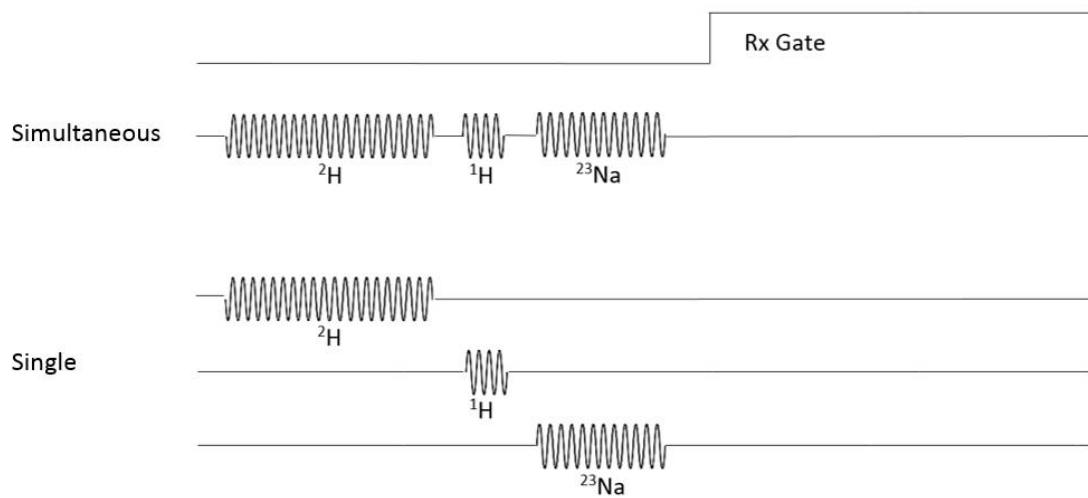 Rx Gate
Simultaneous
²H
¹H
²³Na
²H
Single
¹H
²³Na